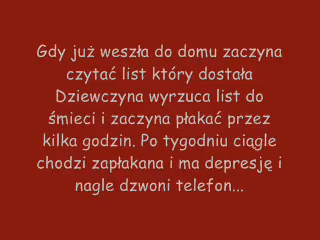 Gdy już weszła do domu zaczyna
czytać list który dostała
Dziewczyna wyrzuca list do
śmieci i zaczyna płakać przez
kilka godzin. Po tygodniu ciągle
chodzi zapłakana i ma depresję i
nagle dzwoni telefon...